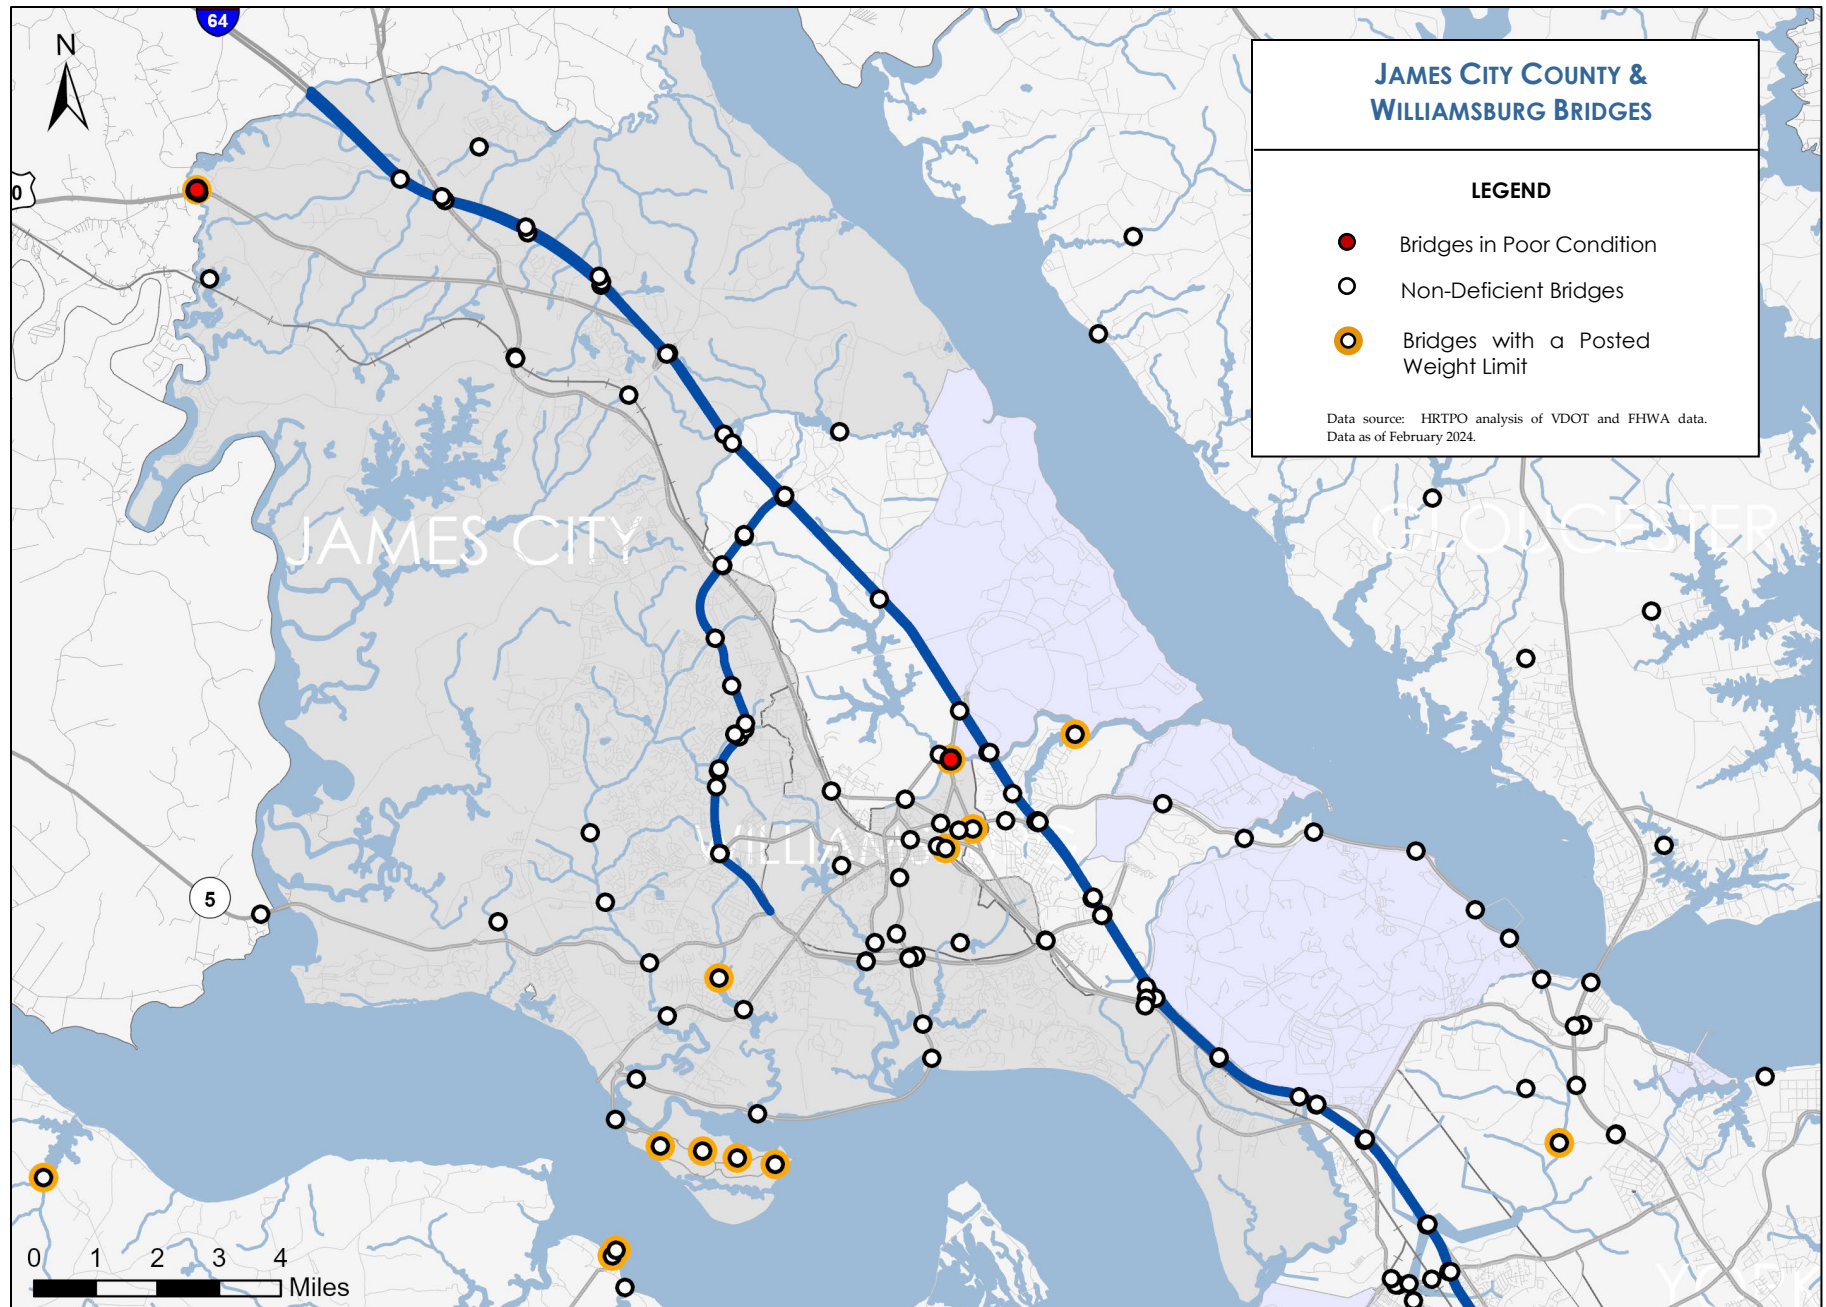 64
N
JAMES CITY COUNTY &
WILLIAMSBURG BRIDGES
LEGEND
Bridges in Poor Condition
Non-Deficient Bridges
Bridges with a Posted
Weight Limit
Data source: HRTPO analysis of VDOT and FHWA data.
Data as of February 2024.
0
JAMES CITY
GLOUCESTER
5
0 1 2 3 4
Miles